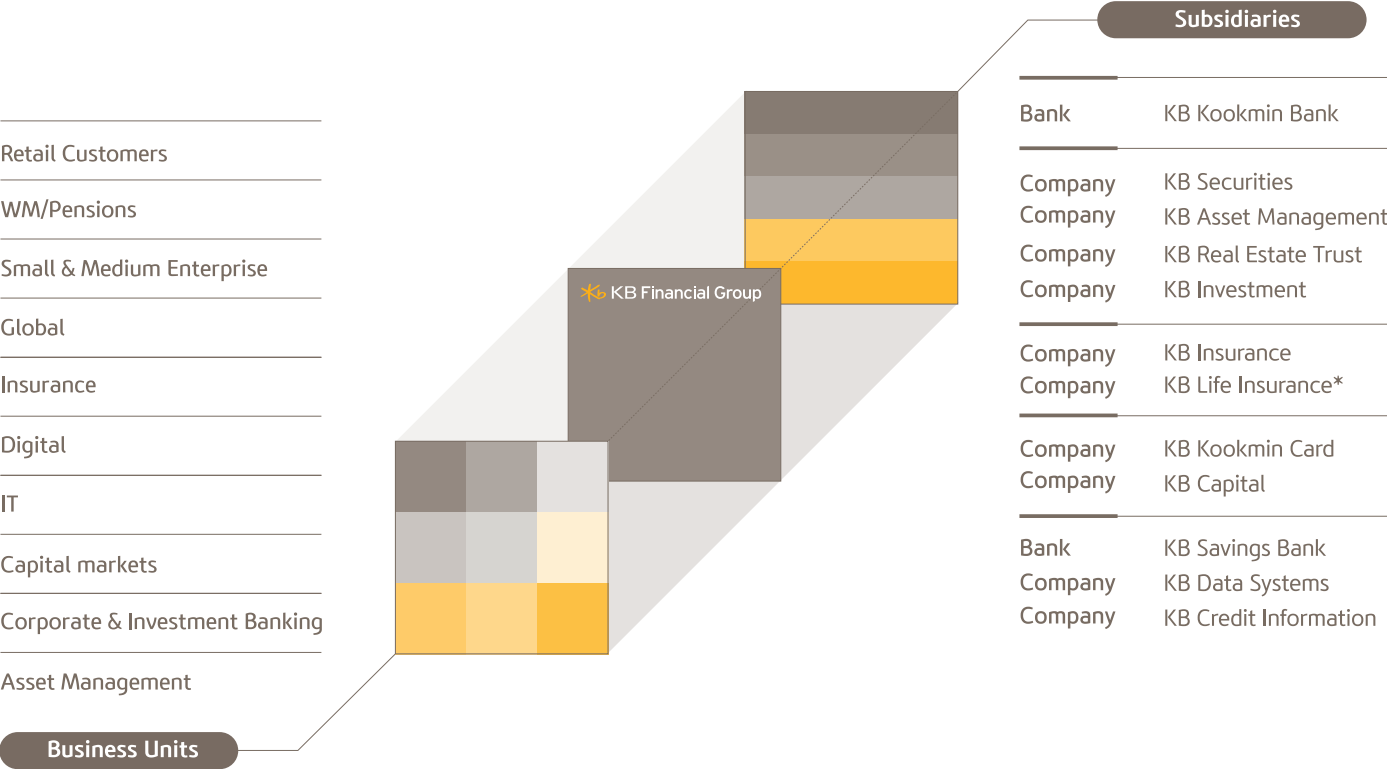 Subsidiaries
Bank KB Kookmin Bank
Company KB Securities
Company KB Asset Management
Company KB Real Estate Trust
Company KB Investment
Company KB Insurance
Company KB Life Insurance*
Company KB Kookmin Card
Company KB Capital
Bank KB Savings Bank
Company KB Data Systems
Company KB Credit Information
KB Financial Group
Retail Customers
WM/Pensions
Small & Medium Enterprise
Global
Insurance
Digital
IT
Capital markets
Corporate & Investment Banking
Asset Management
Business Units